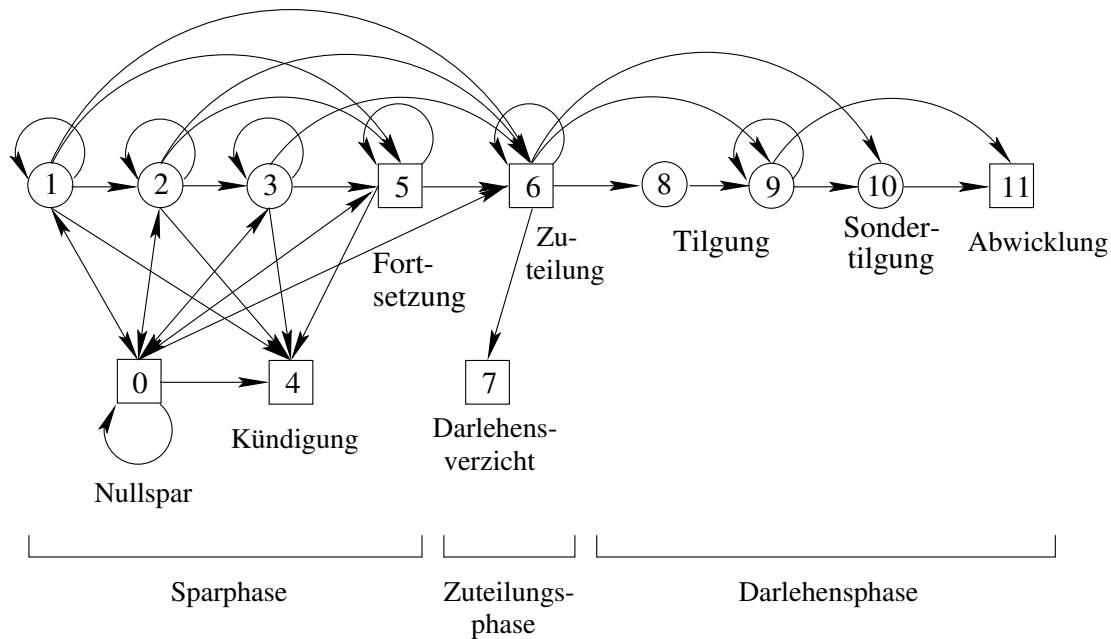 1
2
3
5
6
8
9
10
11
Fort-
setzung
Zu-
teilung
Tilgung
Sonder-
tilgung
Abwicklung
0
4
7
Kündigung
Darlehens-
verzicht
Nullspar
Sparphase
Zuteilungs-
phase
Darlehensphase